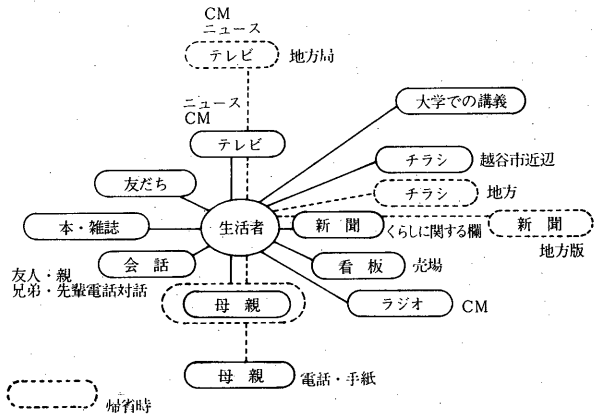 CM
ニュース
テレビ 地方局
ニュース
CM
テレビ
大学での講義
チラシ 越谷市近辺
友だち
チラシ 地方
本・雑誌
生活者
新聞
くらしに関する欄
新聞
地方版
会話
友人・親
兄弟・先輩電話対話
看板 売場
母親
ラジオ CM
母親 電話・手紙
帰省時